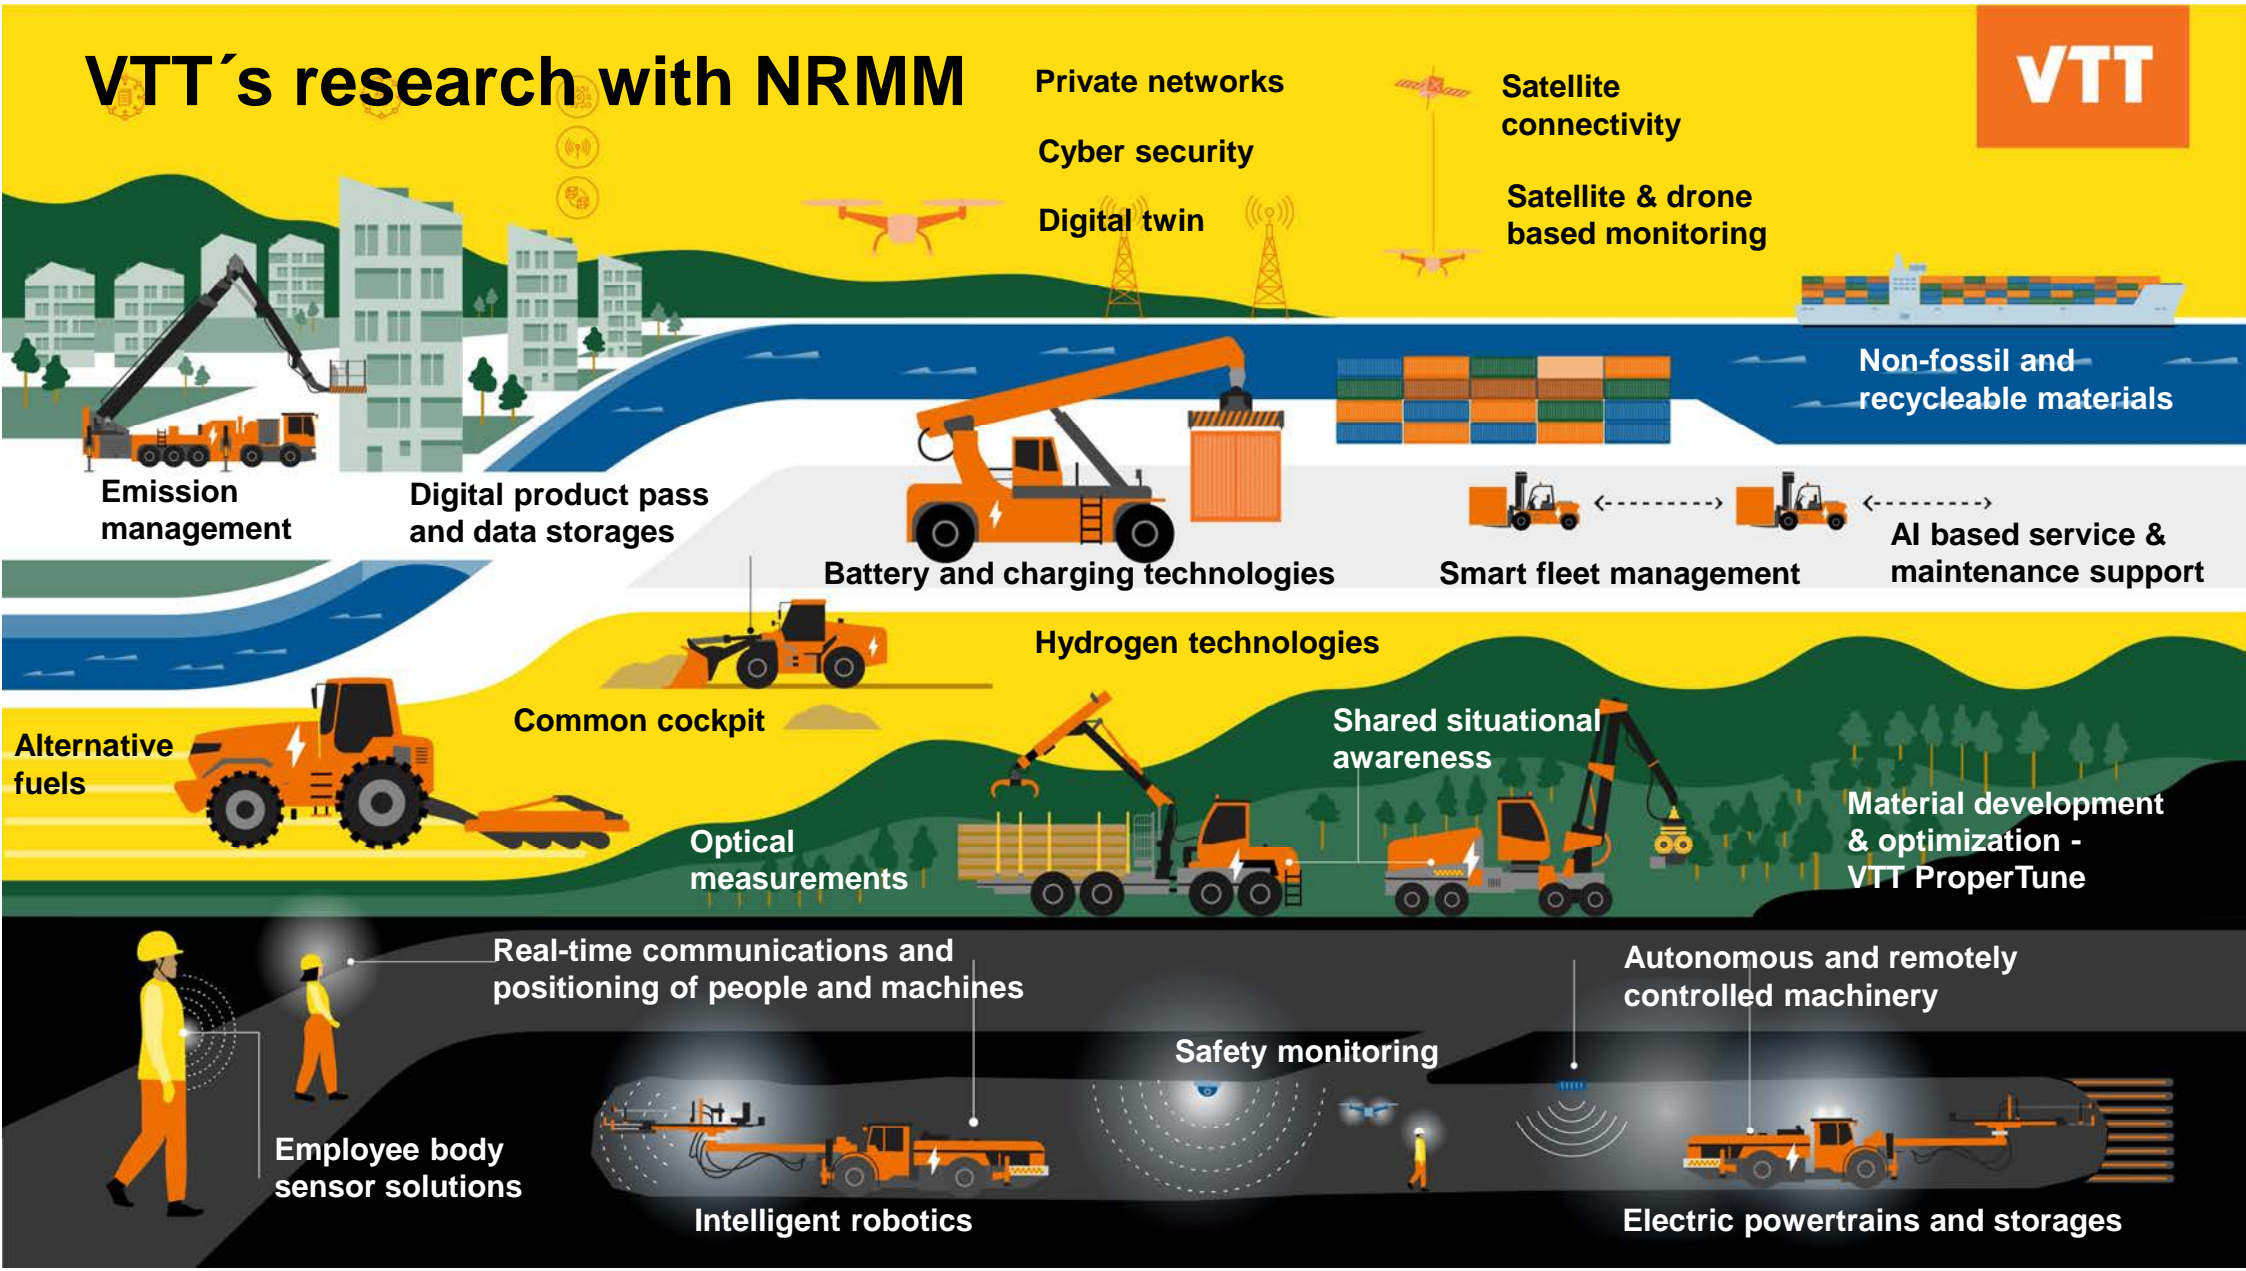 VTT´s research with NRMM
VTT
Private networks
Cyber security
Digital twin
Satellite
connectivity
Satellite & drone
based monitoring
Non-fossil and
recycleable materials
Emission
management
Digital product pass
and data storages
Battery and charging technologies
Smart fleet management
AI based service &
maintenance support
Hydrogen technologies
Common cockpit
Alternative
fuels
Shared situational
awareness
Optical
measurements
Material development
& optimization -
VTT ProperTune
Real-time communications and
positioning of people and machines
Autonomous and remotely
controlled machinery
Safety monitoring
Employee body
sensor solutions
Intelligent robotics
Electric powertrains and storages